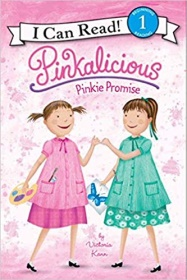 I Can Read!
1
Pinkalicious
Pinkie Promise
by
Victoria
Kann